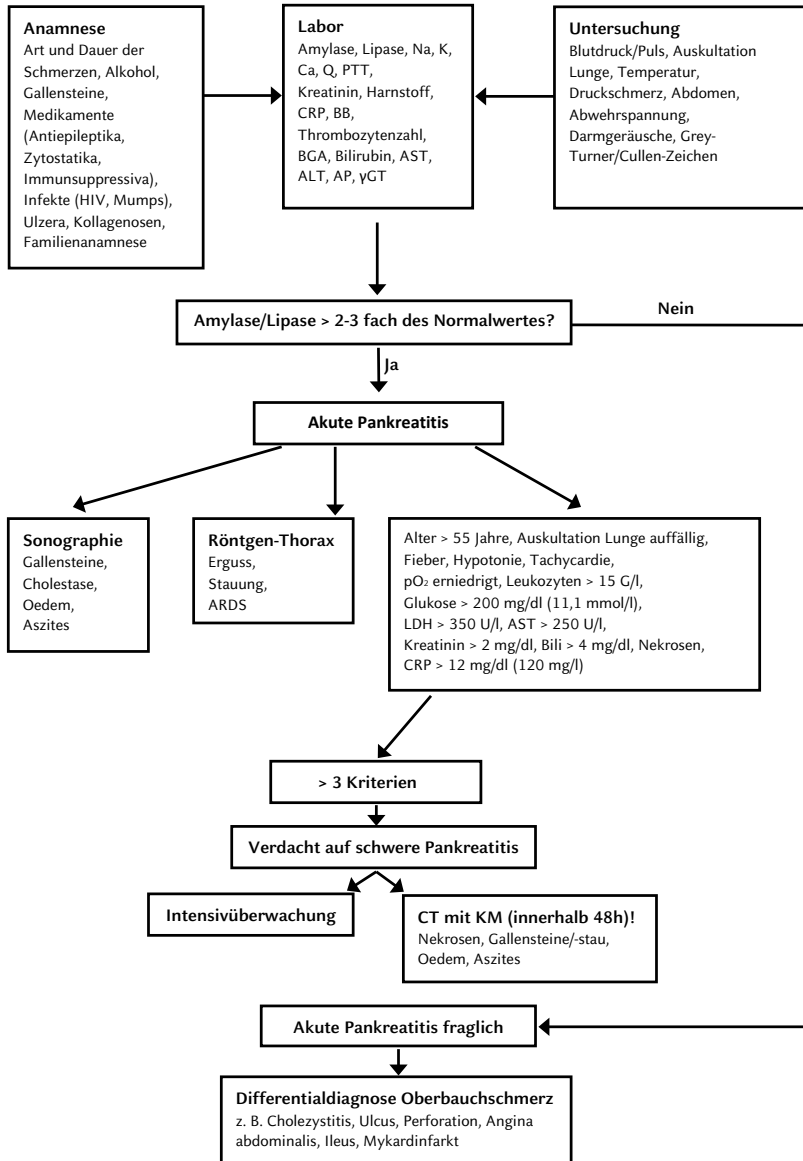 Anamnese
Art und Dauer der
Schmerzen, Alkohol,
Gallensteine,
Medikamente
(Antiepileptika,
Zytostatika,
Immunsuppressiva),
Infekte (HIV, Mumps),
Ulzera, Kollagenosen,
Familienanamnese
Labor
Amylase, Lipase, Na, K,
Ca, Q, PTT,
Kreatinin, Harnstoff,
CRP, BB,
Thrombozytenzahl,
BGA, Bilirubin, AST,
ALT, AP, γGT
Untersuchung
Blutdruck/Puls, Auskultation
Lunge, Temperatur,
Druckschmerz, Abdomen,
Abwehrspannung,
Darmgeräusche, Grey-
Turner/Cullen-Zeichen
Amylase/Lipase > 2-3 fach des Normalwertes?
Nein
Ja
Akute Pankreatitis
Sonographie
Gallensteine,
Cholestase,
Oedem,
Aszites
Röntgen-Thorax
Erguss,
Stauung,
ARDS
Alter > 55 Jahre, Auskultation Lunge auffällig,
Fieber, Hypotonie, Tachycardie,
pO₂ erniedrigt, Leukozyten > 15 G/l,
Glukose > 200 mg/dl (11,1 mmol/l),
LDH > 350 U/l, AST > 250 U/l,
Kreatinin > 2 mg/dl, Bili > 4 mg/dl, Nekrosen,
CRP > 12 mg/dl (120 mg/l)
> 3 Kriterien
Verdacht auf schwere Pankreatitis
Intensivüberwachung
CT mit KM (innerhalb 48h)!
Nekrosen, Gallensteine/-stau,
Oedem, Aszites
Akute Pankreatitis fraglich
Differentialdiagnose Oberbauchschmerz
z. B. Cholezystitis, Ulcus, Perforation, Angina
abdominalis, Ileus, Mykardinfarkt